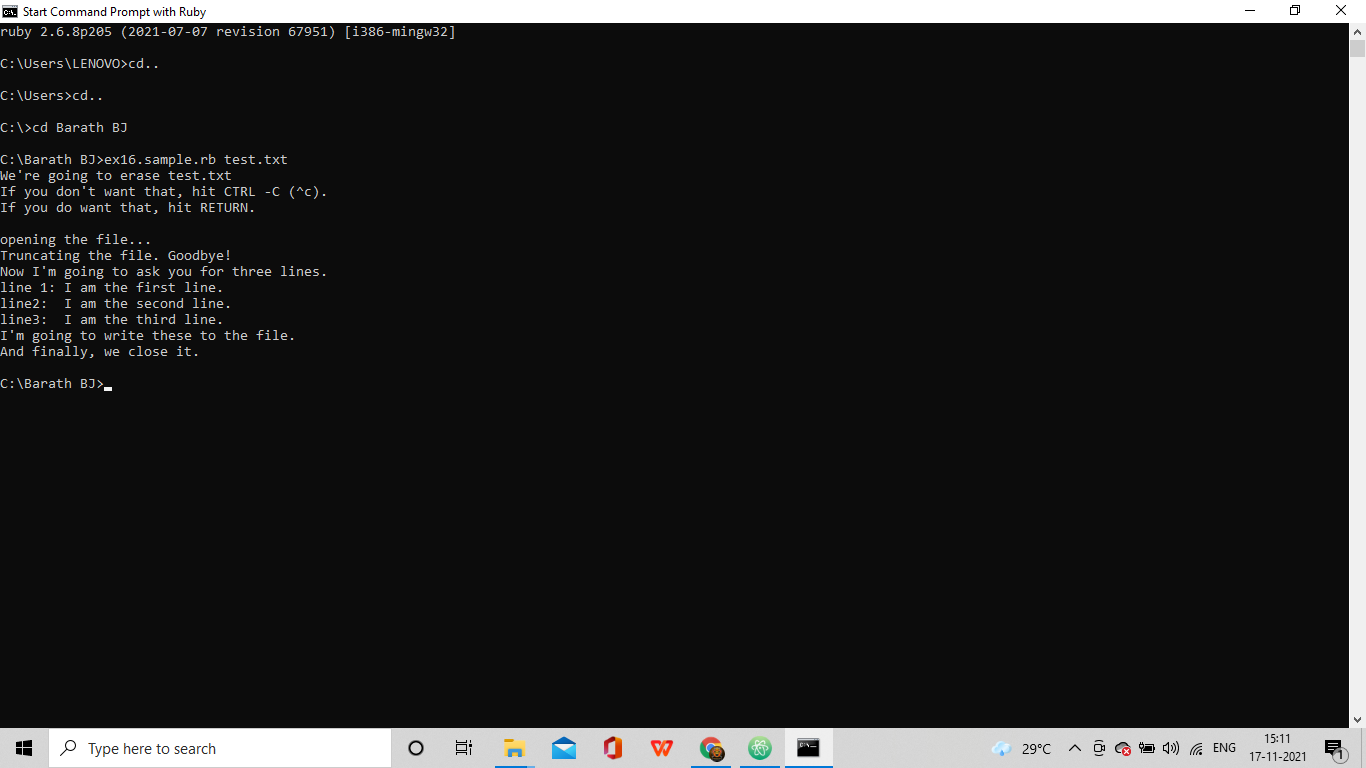 Start Command Prompt with Ruby
ruby 2.6.8p205 (2021-07-07 revision 67951) [i386-mingw32]
C:\Users\LENOVO>cd..
C:\Users>cd..
C:\>cd Barath BJ
C:\Barath BJ>ex16.sample.rb test.txt
We're going to erase test.txt
If you don't want that, hit CTRL -C (^c).
If you do want that, hit RETURN.
opening the file...
Truncating the file. Goodbye!
Now I'm going to ask you for three lines.
line 1: I am the first line.
line2:  I am the second line.
line3:  I am the third line.
I'm going to write these to the file.
And finally, we close it.
C:\Barath BJ>
Type here to search
29°C
ENG
15:11
17-11-2021
1